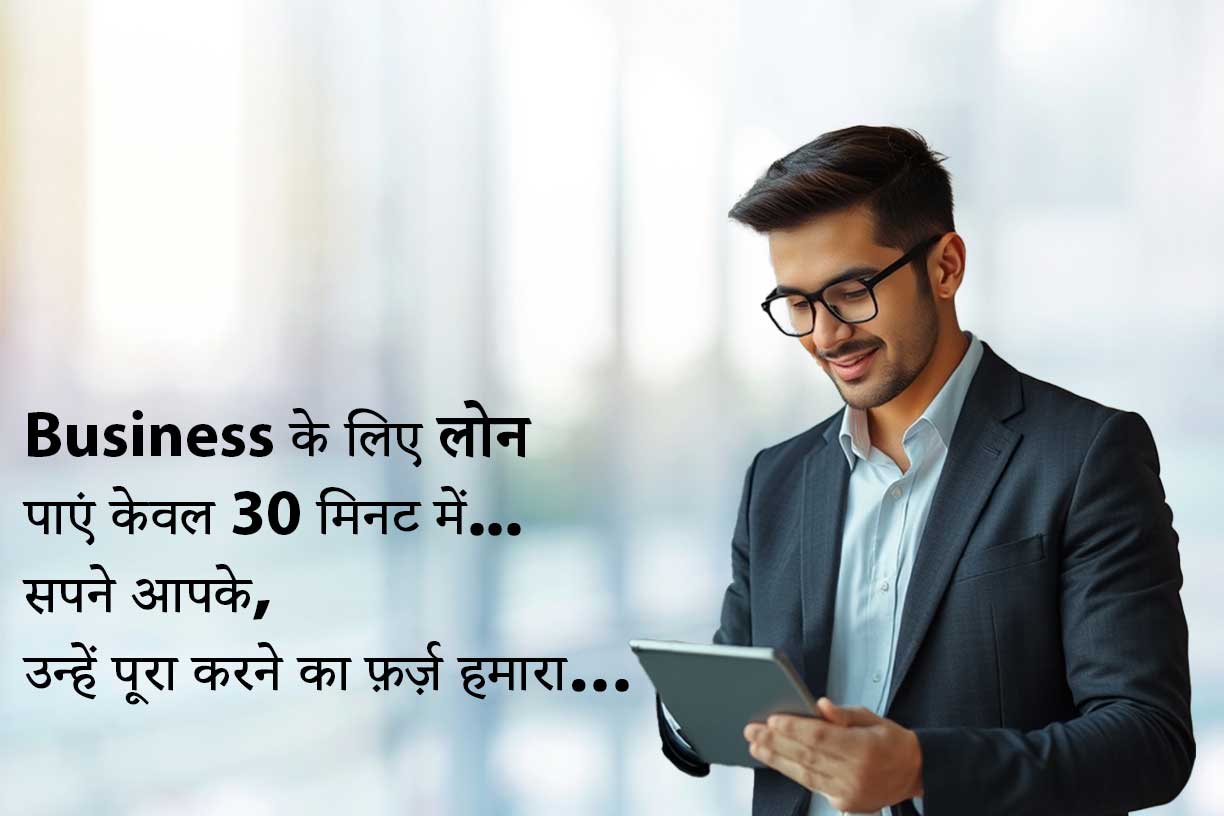 Business के लिए लोन
पाएं केवल 30 मिनट में...
सपने आपके,
उन्हें पूरा करने का फ़र्ज़ हमारा...